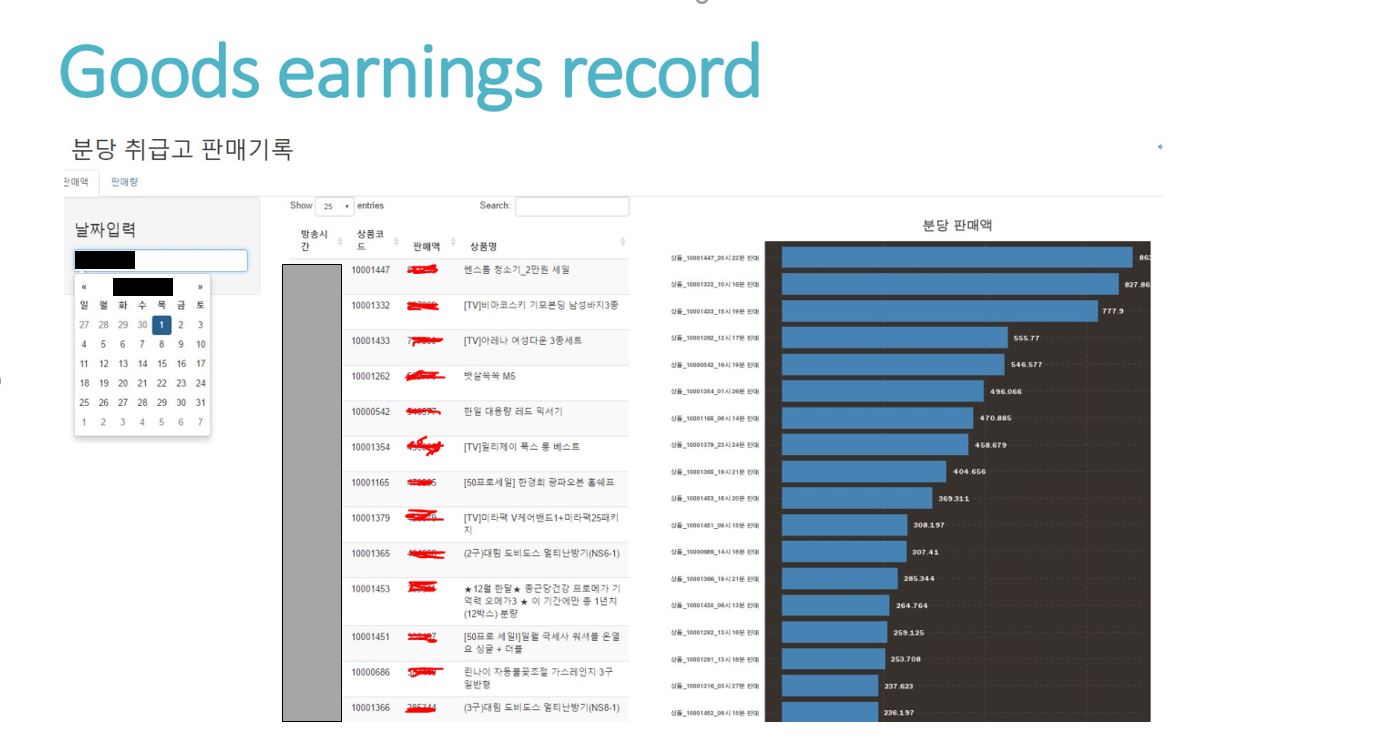 Goods earnings record
분당 취급고 판매기록
판매액 판매량
날짜입력
« »
일 월 화 수 목 금 토
27 28 29 30 1 2 3
4 5 6 7 8 9 10
11 12 13 14 15 16 17
18 19 20 21 22 23 24
25 26 27 28 29 30 31
1 2 3 4 5 6 7
Show 25 entries Search:
방송시간 상품코드 판매액 상품명
10001447 쎈스톰 청소기_2만원 세일
10001332 [TV]비마코스키 기모본딩 남성바지3종
10001433 [TV]아레나 여성다운 3종세트
10001262 뱃살쏙쏙 M5
10000542 한일 대용량 레드 믹서기
10001354 [TV]필리제이 폭스 롱 베스트
10001165 [50프로세일] 한경희 광파오븐 홈쉐프
10001379 [TV]미라팩 V케어밴드1+미라팩25패키
지
10001365 (2구)대림 도비도스 멀티난방기(NS6-1)
10001453 ★12월 한달★ 종근당건강 프로메가 기
억력 오메가3 ★ 이 기간에만 총 1년치
(12박스) 분량
10001451 [50프로 세일!]일월 극세사 워셔블 온열
요 싱글 + 더블
10000686 린나이 자동불꽃조절 가스레인지 3구
일반형
10001366 (3구)대림 도비도스 멀티난방기(NS8-1)
분당 판매액
상품_10001447_20시22분 판매
상품_10001332_10시16분 판매 827.86
상품_10001433_15시19분 판매 777.9
상품_10001262_12시17분 판매 555.77
상품_10000542_16시19분 판매 546.577
상품_10001354_01시26분 판매 496.066
상품_10001165_09시14분 판매 470.885
상품_10001379_23시24분 판매 458.679
상품_10001365_19시21분 판매 404.656
상품_10001453_18시20분 판매 369.311
상품_10001451_09시15분 판매 308.197
상품_10000686_14시18분 판매 307.41
상품_10001366_19시21분 판매 285.344
상품_10001430_06시13분 판매 264.764
상품_10001292_13시18분 판매 259.125
상품_10001291_13시18분 판매 253.708
상품_10001316_03시27분 판매 237.623
상품_10001452_09시15분 판매 236.197